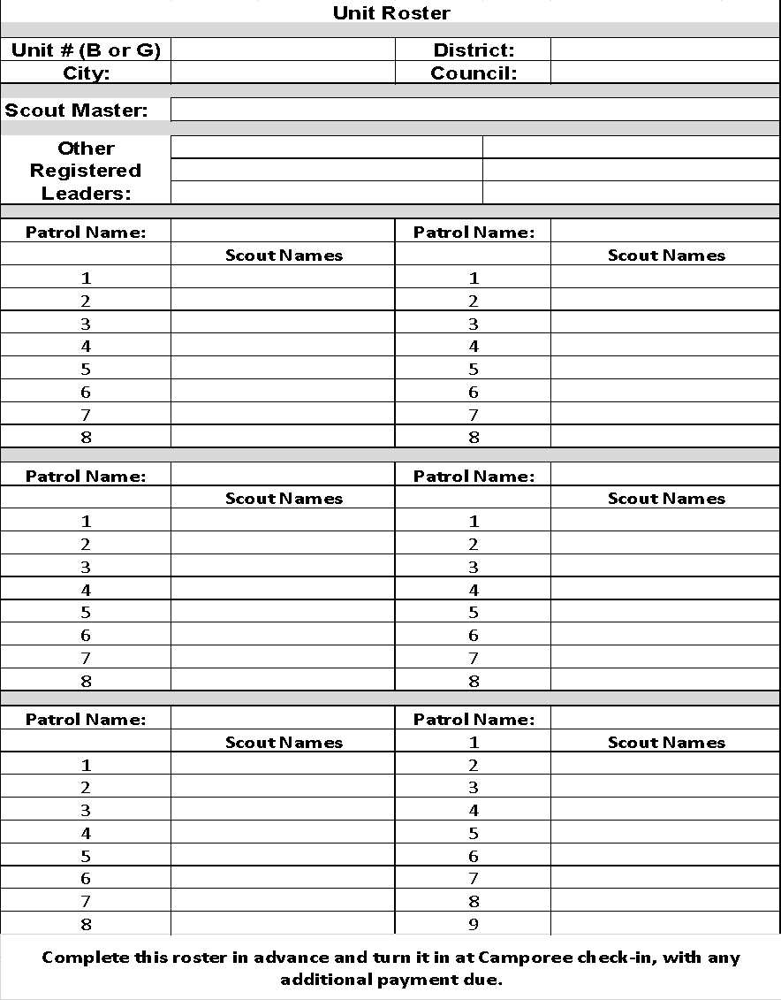 Unit Roster
Unit # (B or G) District:
City: Council:
Scout Master:
Other
Registered
Leaders:
Patrol Name: Patrol Name:
Scout Names Scout Names
1 1
2 2
3 3
4 4
5 5
6 6
7 7
8 8
Patrol Name: Patrol Name:
Scout Names Scout Names
1 1
2 2
3 3
4 4
5 5
6 6
7 7
8 8
Patrol Name: Patrol Name:
Scout Names 1 Scout Names
1 2
2 3
3 4
4 5
5 6
6 7
7 8
8 9
Complete this roster in advance and turn it in at Camporee check-in, with any
additional payment due.